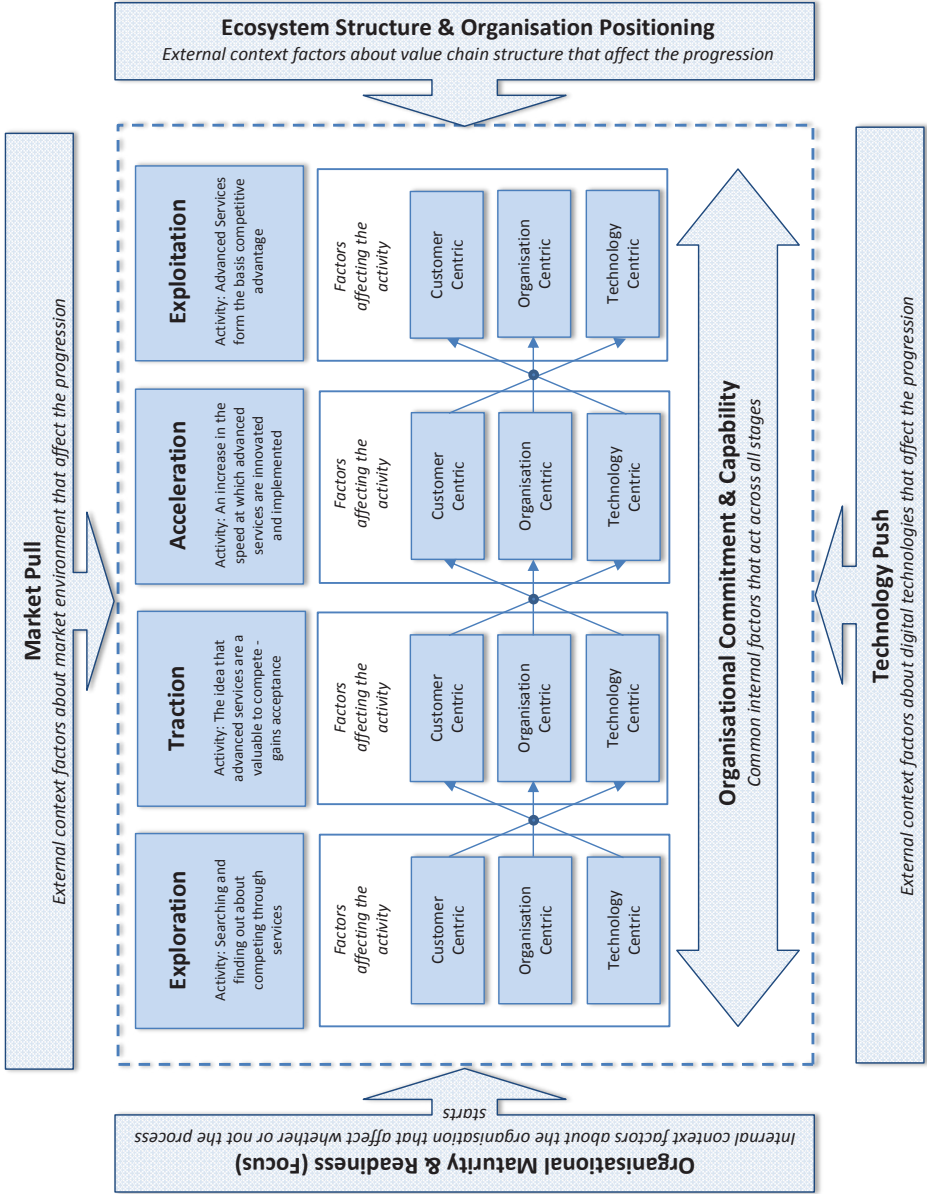 Market Pull
External context factors about market environment that affect the progression
Organisational Maturity & Readiness (Focus)
Internal context factors about the organisation that affect whether or not the process
starts
Exploration
Activity: Searching and
finding out about
competing through
services
Factors
affecting the
activity
Customer
Centric
Organisation
Centric
Technology
Centric
Traction
Activity: The idea that
advanced services are a
valuable to compete -
gains acceptance
Factors
affecting the
activity
Customer
Centric
Organisation
Centric
Technology
Centric
Acceleration
Activity: An increase in the
speed at which advanced
services are innovated
and implemented
Factors
affecting the
activity
Customer
Centric
Organisation
Centric
Technology
Centric
Exploitation
Activity: Advanced Services
form the basis competitive
advantage
Factors
affecting the
activity
Customer
Centric
Organisation
Centric
Technology
Centric
Organisational Commitment & Capability
Common internal factors that act across all stages
Ecosystem Structure & Organisation Positioning
External context factors about value chain structure that affect the progression
Technology Push
External context factors about digital technologies that affect the progression